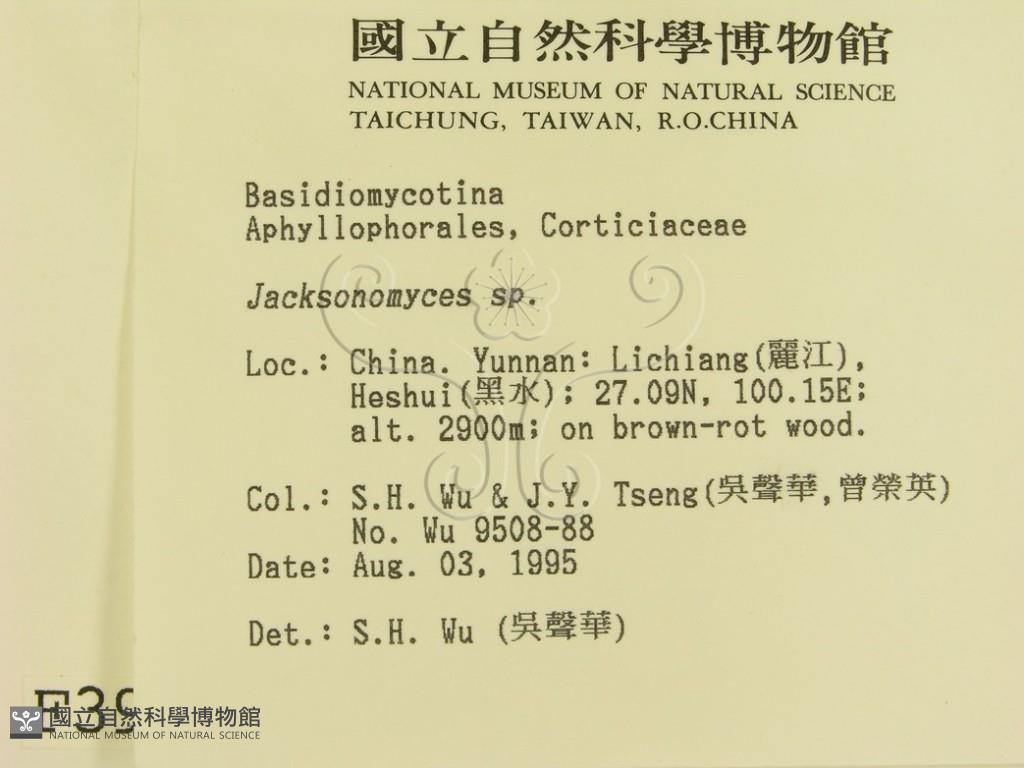 國立自然科學博物館
NATIONAL MUSEUM OF NATURAL SCIENCE
TAICHUNG, TAIWAN, R.O.CHINA
Basidiomycotina
Aphyllophorales, Corticiaceae
Jacksonomyces sp.
Loc.: China. Yunnan: Lichiang(麗江),
Heshui(黑水); 27.09N, 100.15E;
alt. 2900m; on brown-rot wood.
Col.: S.H. Wu & J.Y. Tseng(吳聲華,曾榮英)
No. Wu 9508-88
Date: Aug. 03, 1995
Det.: S.H. Wu (吳聲華)
國立自然科學博物館
NATIONAL MUSEUM OF NATURAL SCIENCE